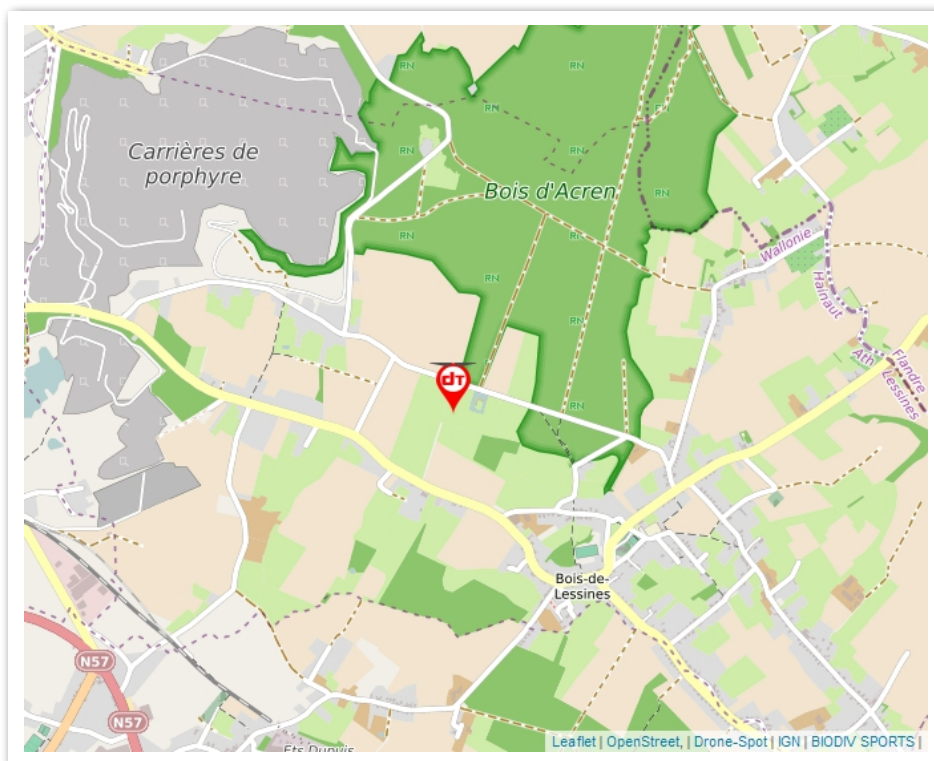 RN
RN
RN
RN
Carrières de
porphyre
RN
RN
Bois d'Acren
RN
RN
RN
Wallonie
Hainaut
RN
RN
Ath
Flandre
Lessines
dT
RN
Bois-de-
Lessines
N57
N57
Ets Dupuis
Leaflet | OpenStreet, | Drone-Spot | IGN | BIODIV SPORTS |